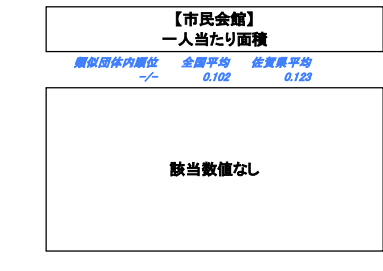 【市民会館】
一人当たり面積
類似団体内順位 全国平均 佐賀県平均
-/- 0.102 0.123
該当数値なし